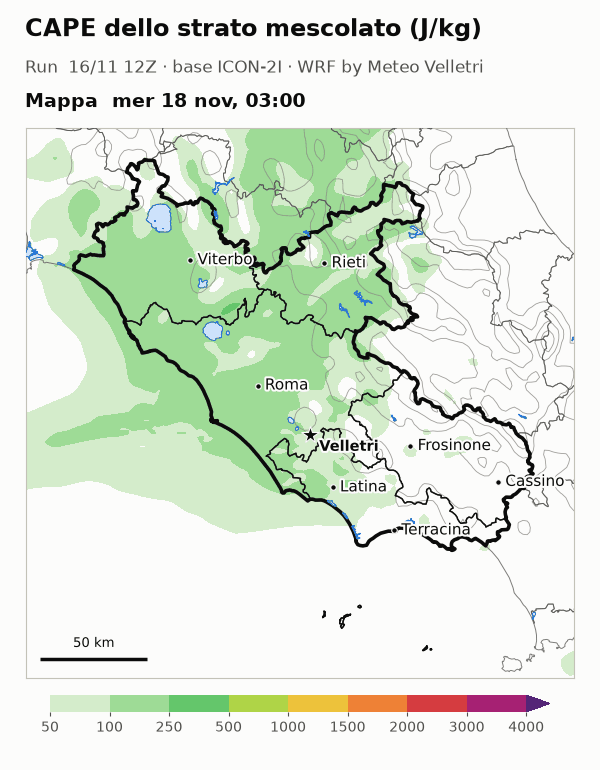 CAPE dello strato mescolato (J/kg)
Run  16/11 12Z · base ICON-2I · WRF by Meteo Velletri
Mappa  mer 18 nov, 03:00
Viterbo
Rieti
Roma
Velletri
Frosinone
Latina
Cassino
Terracina
50 km
50 100 250 500 1000 1500 2000 3000 4000